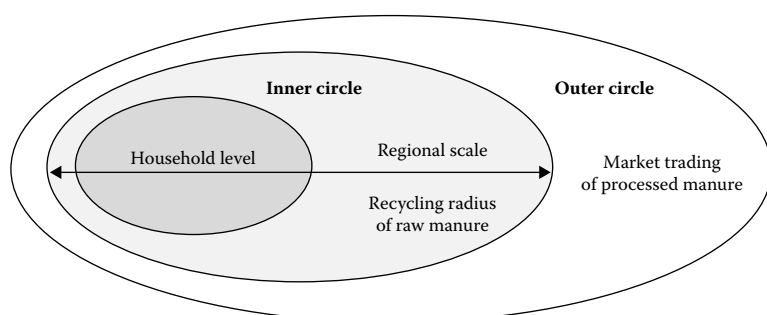 Inner circle
Outer circle
Household level
Regional scale
Market trading
of processed manure
Recycling radius
of raw manure